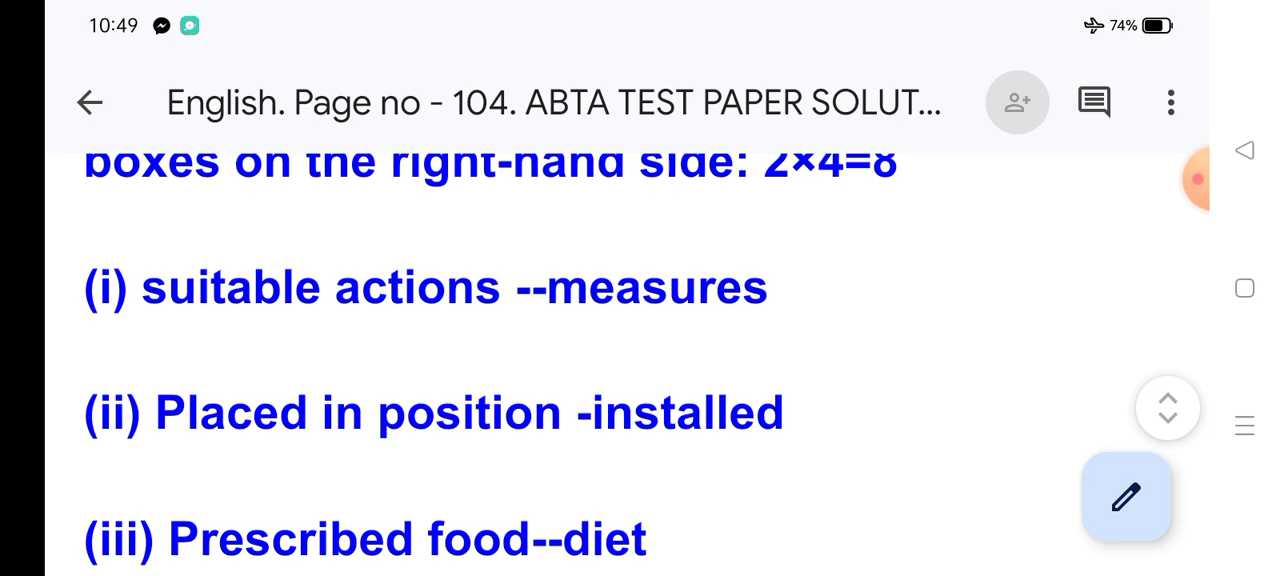 10:49 74%
English. Page no - 104. ABTA TEST PAPER SOLUT...
boxes on the right-hand side: 2×4=8
(i) suitable actions --measures
(ii) Placed in position -installed
(iii) Prescribed food--diet